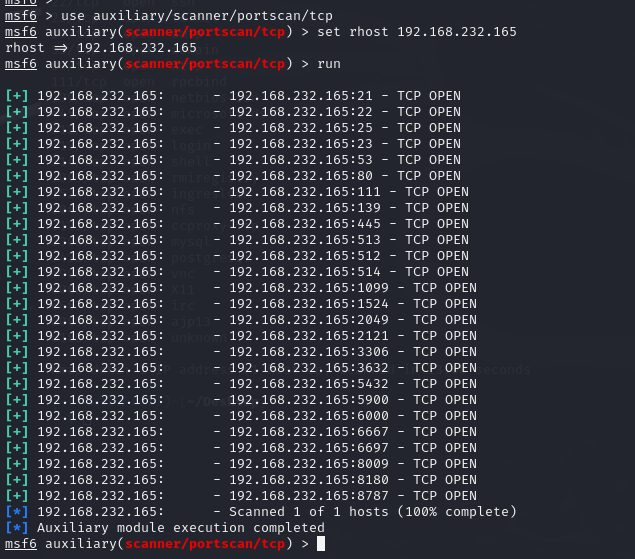 msf6 >
msf6 > use auxiliary/scanner/portscan/tcp
msf6 auxiliary(scanner/portscan/tcp) > set rhost 192.168.232.165
rhost => 192.168.232.165
msf6 auxiliary(scanner/portscan/tcp) > run
[+] 192.168.232.165: - 192.168.232.165:21 - TCP OPEN
[+] 192.168.232.165: - 192.168.232.165:22 - TCP OPEN
[+] 192.168.232.165: - 192.168.232.165:25 - TCP OPEN
[+] 192.168.232.165: - 192.168.232.165:23 - TCP OPEN
[+] 192.168.232.165: - 192.168.232.165:53 - TCP OPEN
[+] 192.168.232.165: - 192.168.232.165:80 - TCP OPEN
[+] 192.168.232.165: - 192.168.232.165:111 - TCP OPEN
[+] 192.168.232.165: - 192.168.232.165:139 - TCP OPEN
[+] 192.168.232.165: - 192.168.232.165:445 - TCP OPEN
[+] 192.168.232.165: - 192.168.232.165:513 - TCP OPEN
[+] 192.168.232.165: - 192.168.232.165:512 - TCP OPEN
[+] 192.168.232.165: - 192.168.232.165:514 - TCP OPEN
[+] 192.168.232.165: - 192.168.232.165:1099 - TCP OPEN
[+] 192.168.232.165: - 192.168.232.165:1524 - TCP OPEN
[+] 192.168.232.165: - 192.168.232.165:2049 - TCP OPEN
[+] 192.168.232.165: - 192.168.232.165:2121 - TCP OPEN
[+] 192.168.232.165: - 192.168.232.165:3306 - TCP OPEN
[+] 192.168.232.165: - 192.168.232.165:3632 - TCP OPEN
[+] 192.168.232.165: - 192.168.232.165:5432 - TCP OPEN
[+] 192.168.232.165: - 192.168.232.165:5900 - TCP OPEN
[+] 192.168.232.165: - 192.168.232.165:6000 - TCP OPEN
[+] 192.168.232.165: - 192.168.232.165:6667 - TCP OPEN
[+] 192.168.232.165: - 192.168.232.165:6697 - TCP OPEN
[+] 192.168.232.165: - 192.168.232.165:8009 - TCP OPEN
[+] 192.168.232.165: - 192.168.232.165:8180 - TCP OPEN
[+] 192.168.232.165: - 192.168.232.165:8787 - TCP OPEN
[*] 192.168.232.165: - Scanned 1 of 1 hosts (100% complete)
[*] Auxiliary module execution completed
msf6 auxiliary(scanner/portscan/tcp) >